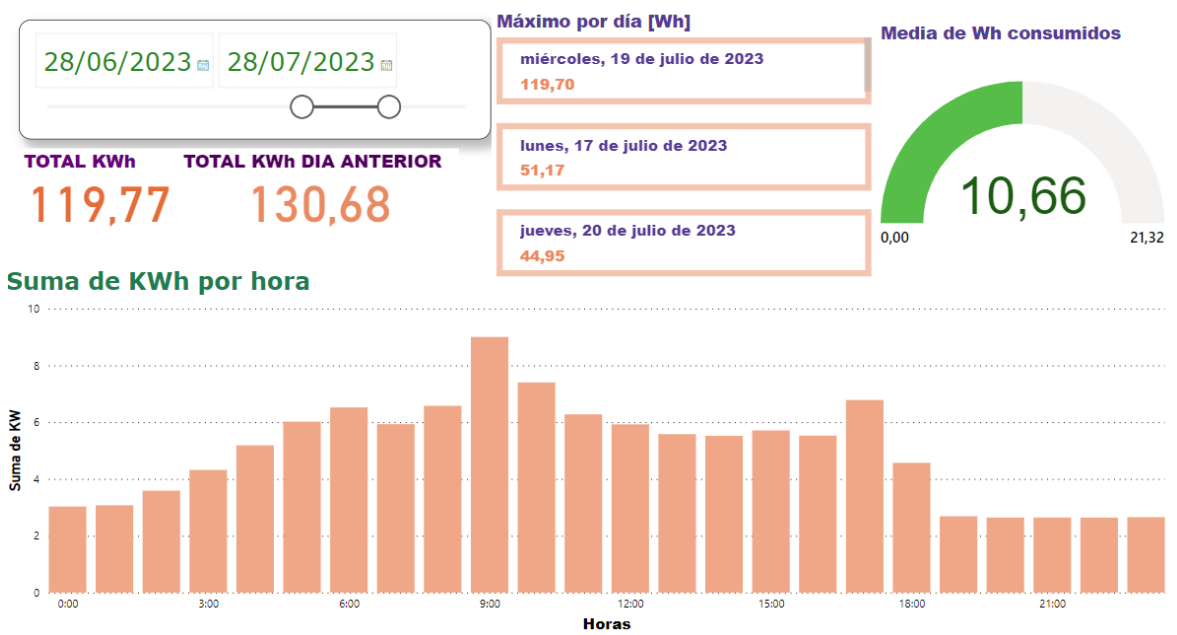 28/06/2023 28/07/2023
TOTAL KWh TOTAL KWh DIA ANTERIOR
119,77 130,68
Máximo por día [Wh]
miércoles, 19 de julio de 2023
119,70
lunes, 17 de julio de 2023
51,17
jueves, 20 de julio de 2023
44,95
Media de Wh consumidos
10,66
0,00 21,32
Suma de KWh por hora
Suma de KW
10
8
6
4
2
0
0:00 3:00 6:00 9:00 12:00 15:00 18:00 21:00
Horas